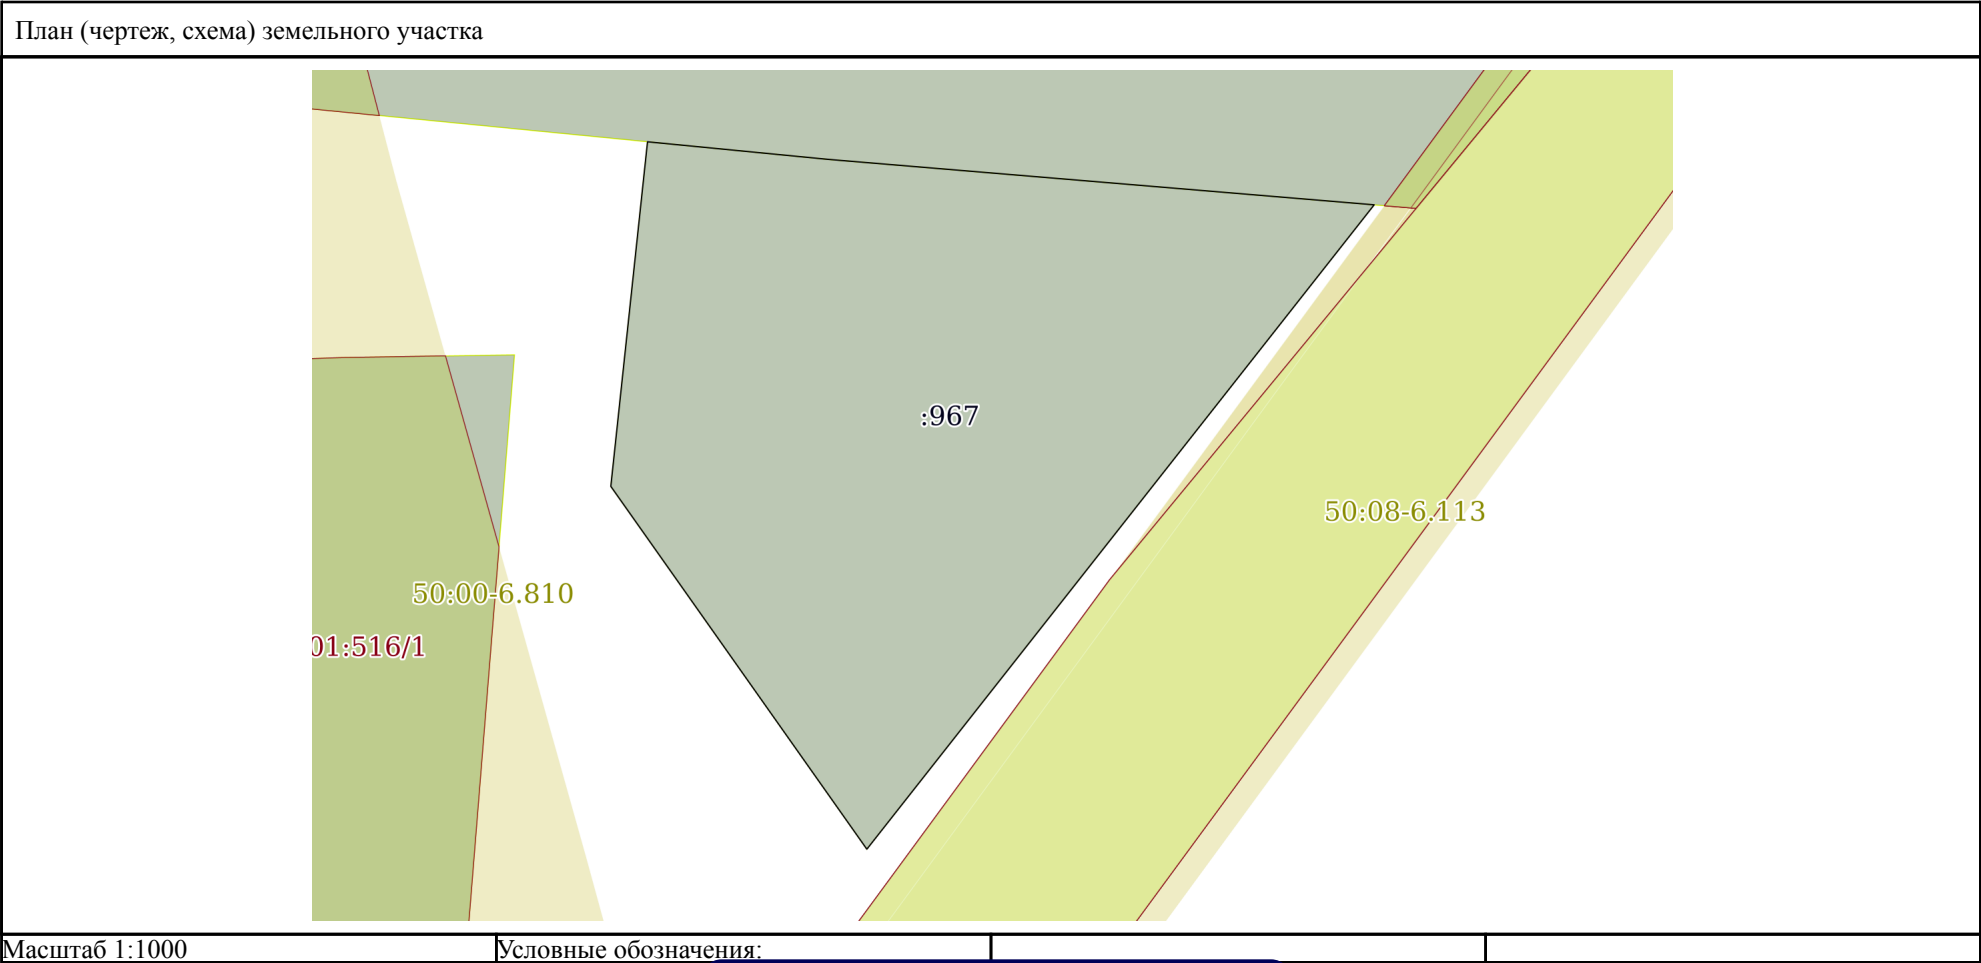 План (чертеж, схема) земельного участка
:967
50:08-6.113
50:00-6.810
01:516/1
Масштаб 1:1000
Условные обозначения: